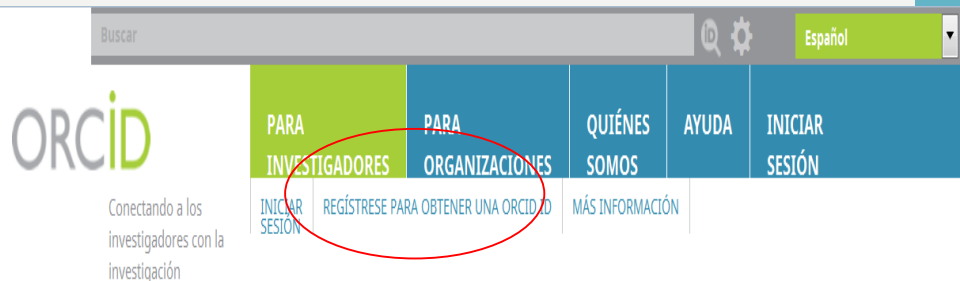 Buscar
Español
ORCiD
PARA
INVESTIGADORES
PARA
ORGANIZACIONES
QUIÉNES
SOMOS
AYUDA
INICIAR
SESIÓN
Conectando a los
investigadores con la
investigación
INICIAR
SESIÓN
REGÍSTRESE PARA OBTENER UNA ORCID ID
MÁS INFORMACIÓN